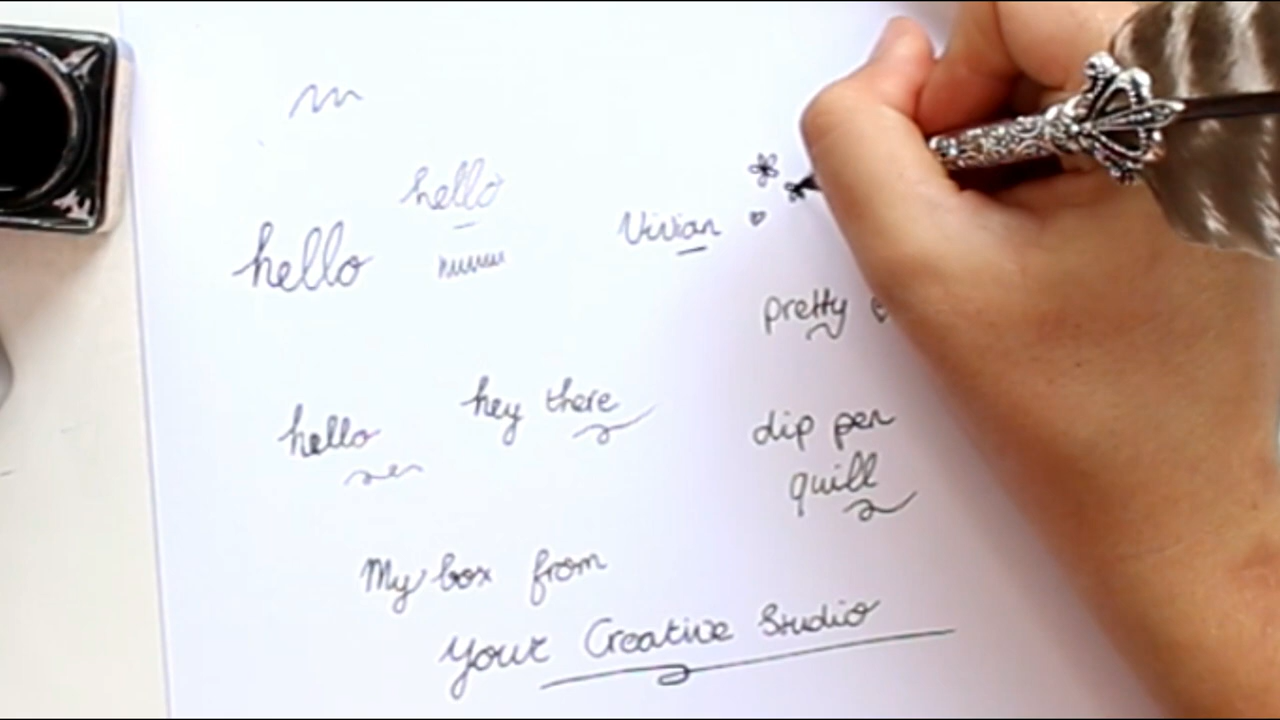 hello
hello
Vivian
pretty
hello
hey there
dip pen
quill
My box from
Your Creative Studio